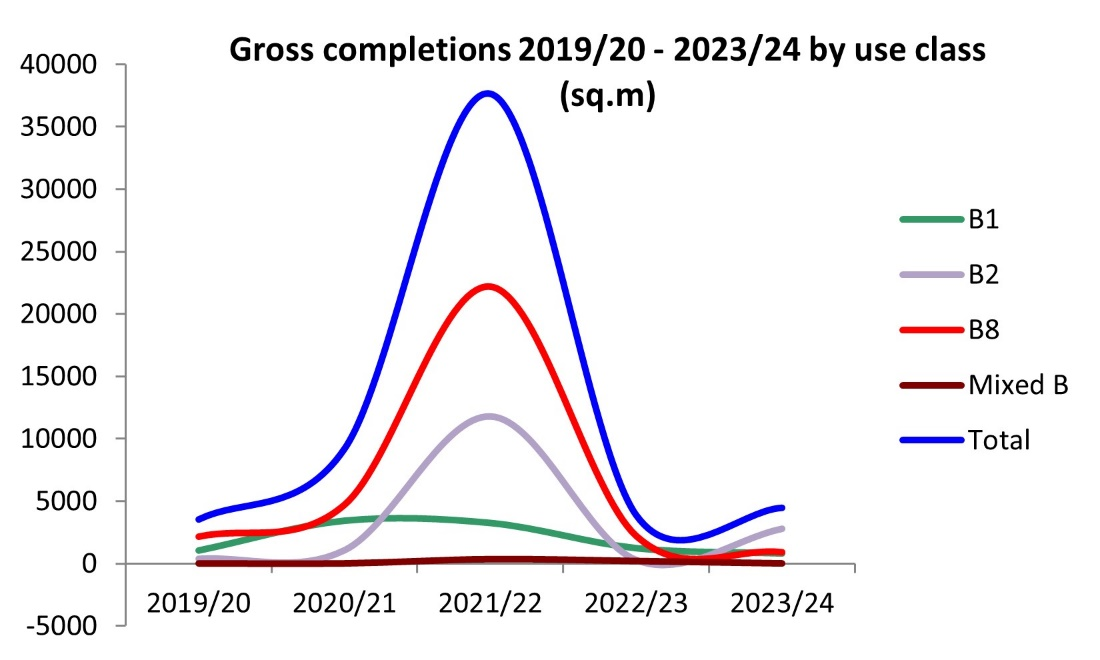 Gross completions 2019/20 - 2023/24 by use class
(sq.m)
40000
35000
30000
25000
20000
15000
10000
5000
0
-5000
2019/20
2020/21
2021/22
2022/23
2023/24
B1
B2
B8
Mixed B
Total